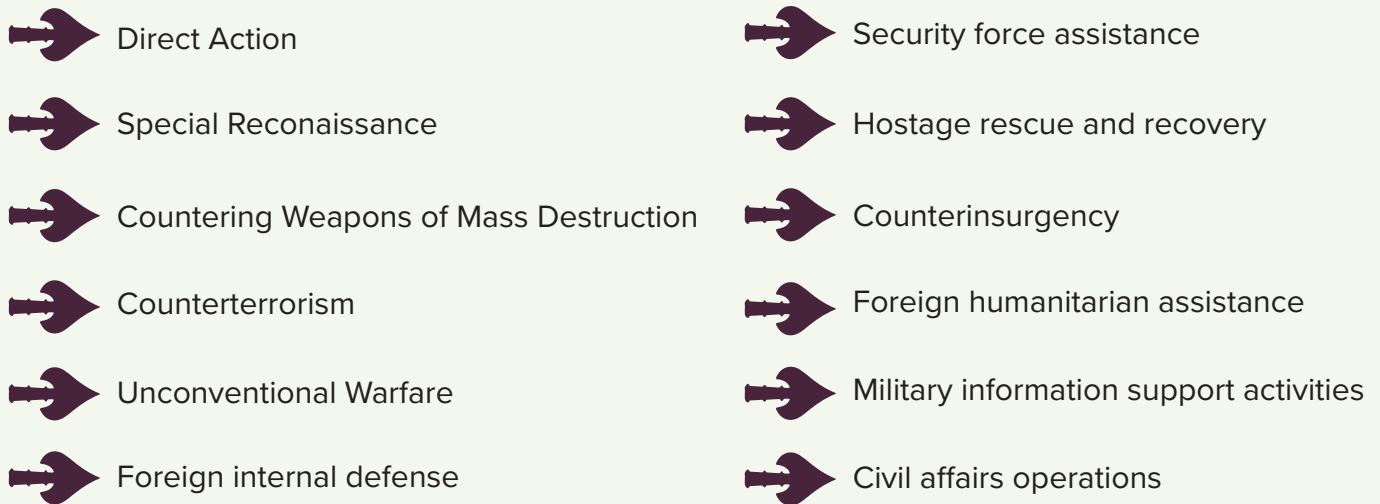 Direct Action
Special Reconaissance
Countering Weapons of Mass Destruction
Counterterrorism
Unconventional Warfare
Foreign internal defense
Security force assistance
Hostage rescue and recovery
Counterinsurgency
Foreign humanitarian assistance
Military information support activities
Civil affairs operations